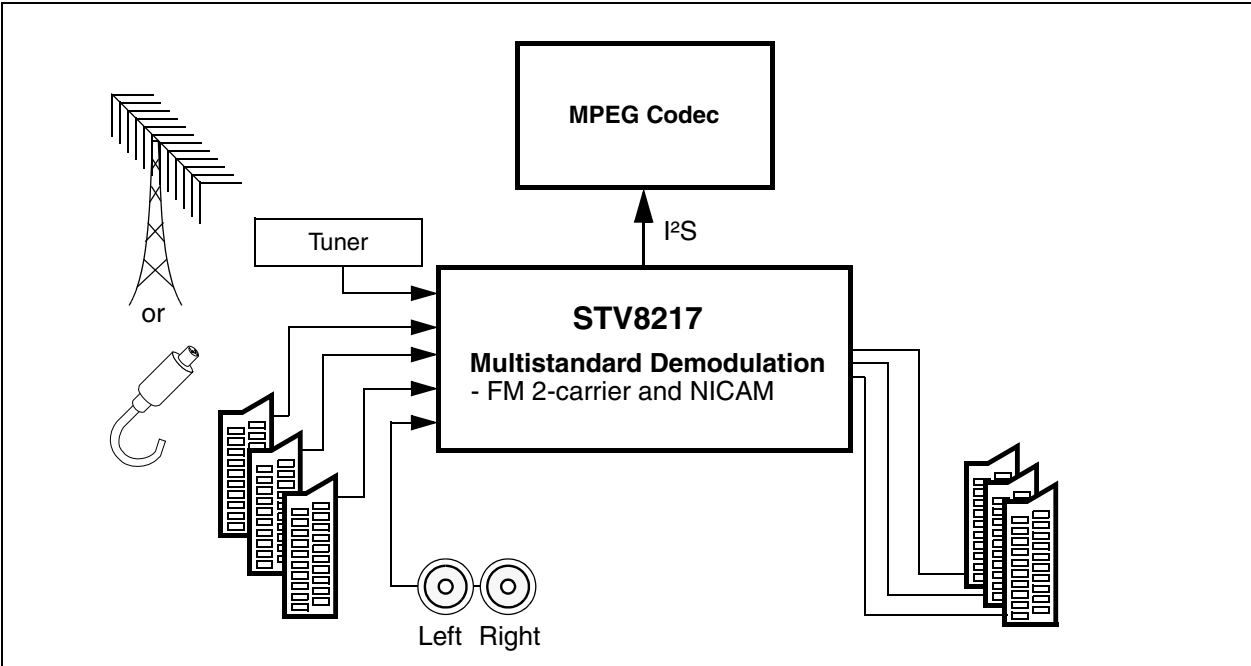 MPEG Codec
I²S
Tuner
or
STV8217
Multistandard Demodulation
- FM 2-carrier and NICAM
Left Right